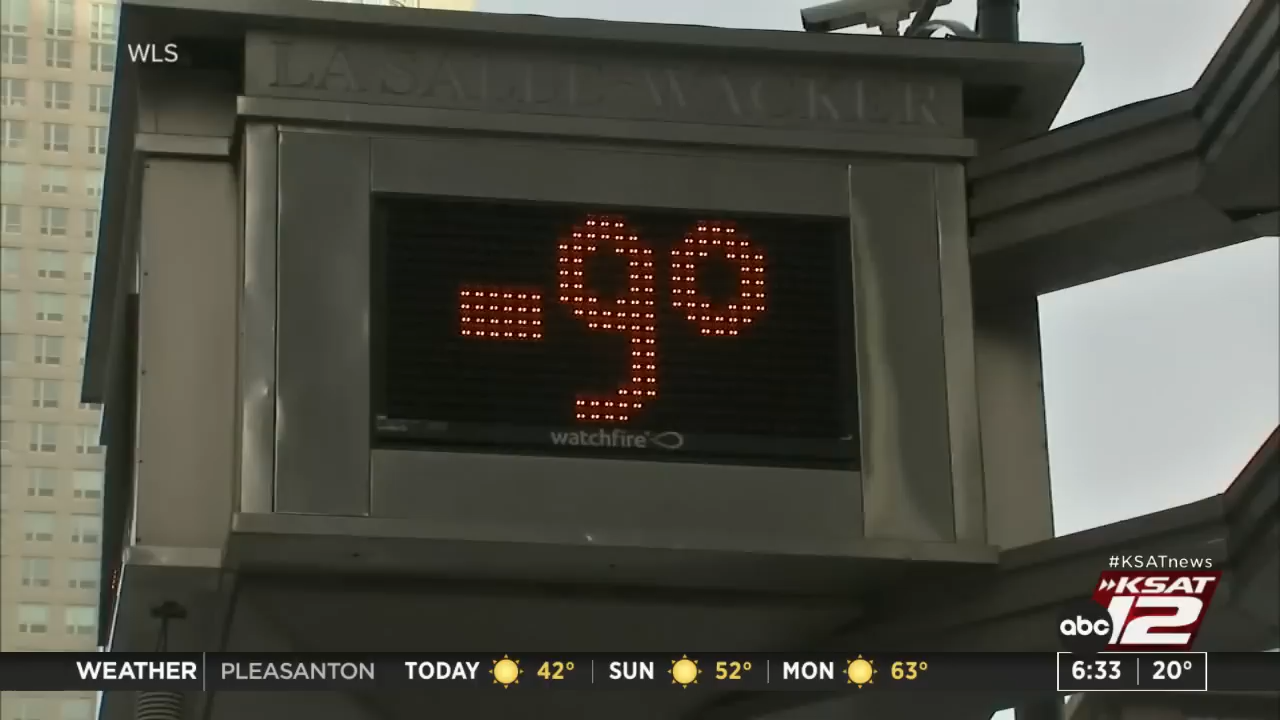 WLS
LA SALLE-WACKER
-9°
watchfire
#KSATnews
KSAT
abc 12
WEATHER PLEASANTON TODAY 42° SUN 52° MON 63° 6:33 20°